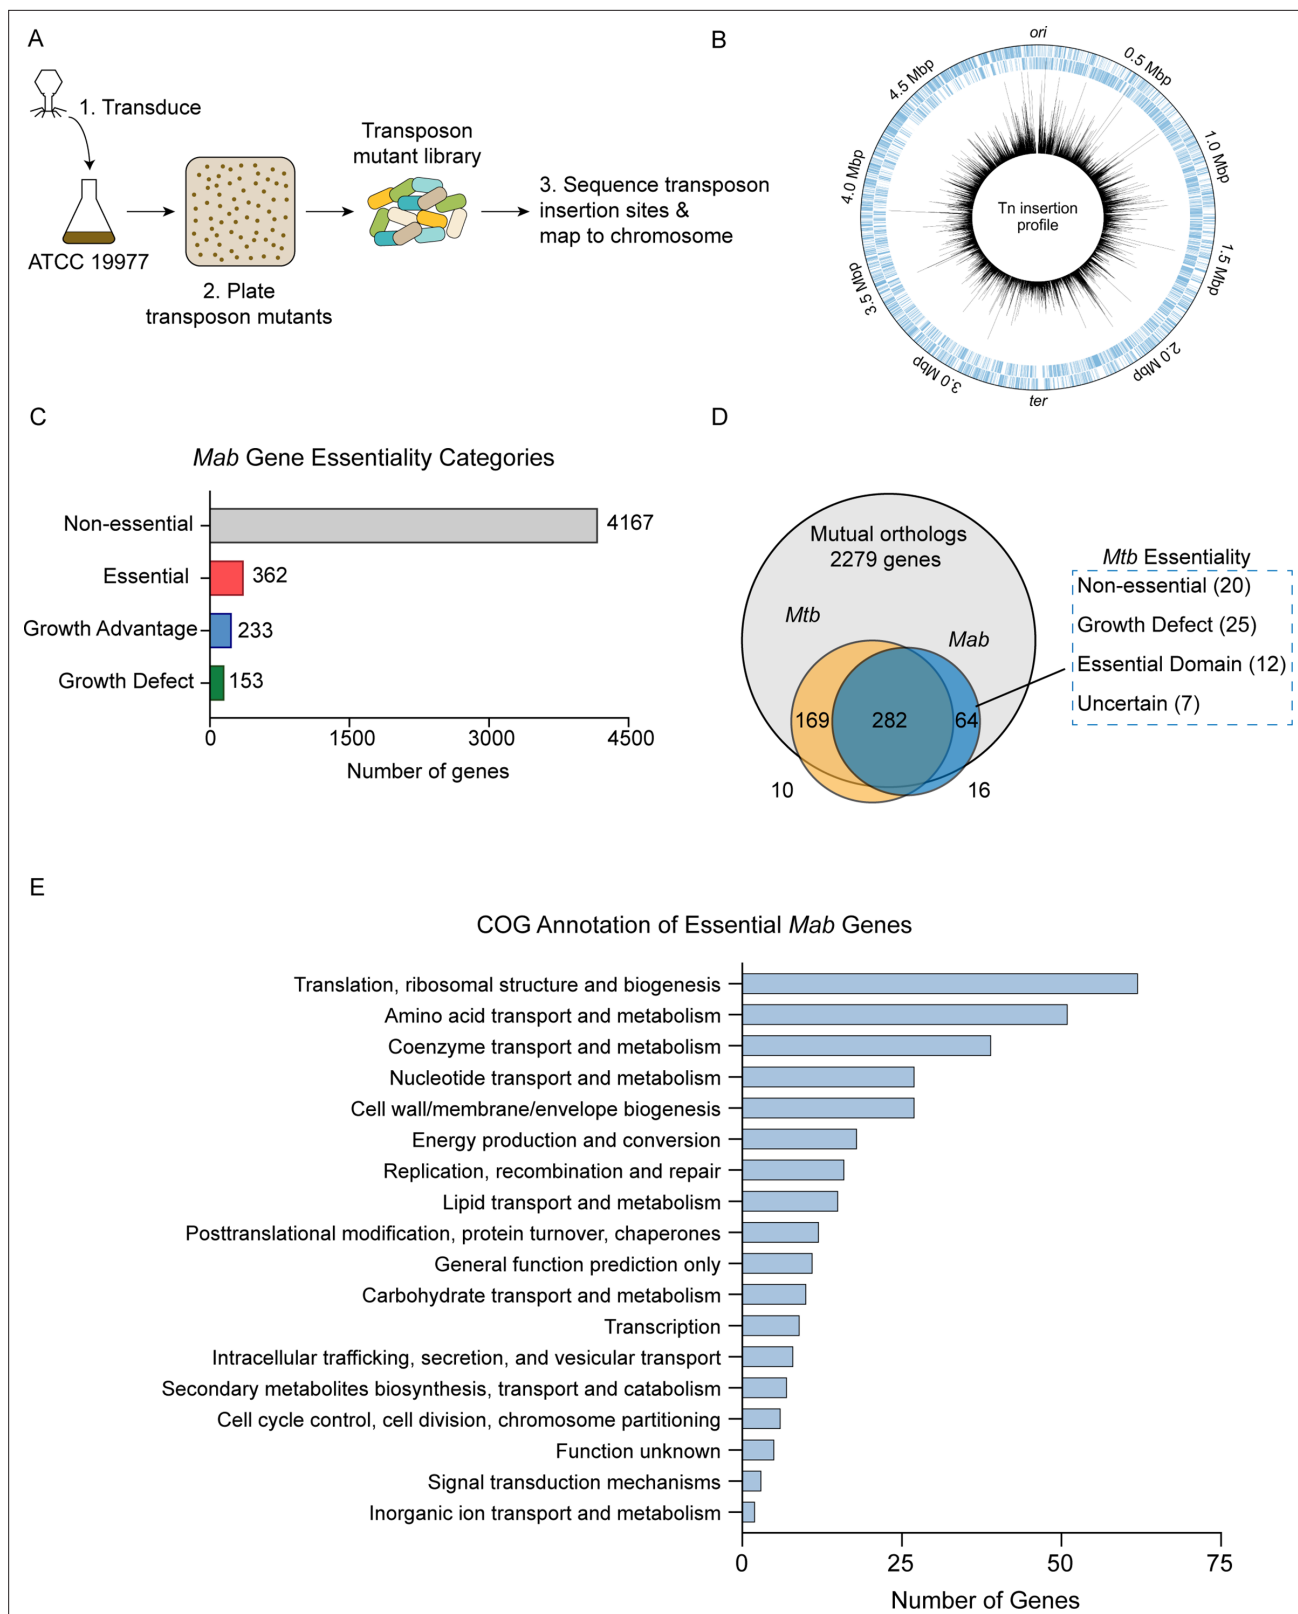 A
1. Transduce
ATCC 19977
2. Plate
transposon mutants
Transposon
mutant library
3. Sequence transposon
insertion sites &
map to chromosome
B
ori
0.5 Mbp
1.0 Mbp
1.5 Mbp
2.0 Mbp
ter
3.0 Mbp
3.5 Mbp
4.0 Mbp
4.5 Mbp
Tn insertion
profile
C
Mab Gene Essentiality Categories
Non-essential
4167
Essential
362
Growth Advantage
233
Growth Defect
153
0
1500
3000
4500
Number of genes
D
Mutual orthologs
2279 genes
Mtb
Mab
169
282
64
10
16
Mtb Essentiality
Non-essential (20)
Growth Defect (25)
Essential Domain (12)
Uncertain (7)
E
COG Annotation of Essential Mab Genes
Translation, ribosomal structure and biogenesis
Amino acid transport and metabolism
Coenzyme transport and metabolism
Nucleotide transport and metabolism
Cell wall/membrane/envelope biogenesis
Energy production and conversion
Replication, recombination and repair
Lipid transport and metabolism
Posttranslational modification, protein turnover, chaperones
General function prediction only
Carbohydrate transport and metabolism
Transcription
Intracellular trafficking, secretion, and vesicular transport
Secondary metabolites biosynthesis, transport and catabolism
Cell cycle control, cell division, chromosome partitioning
Function unknown
Signal transduction mechanisms
Inorganic ion transport and metabolism
0
25
50
75
Number of Genes